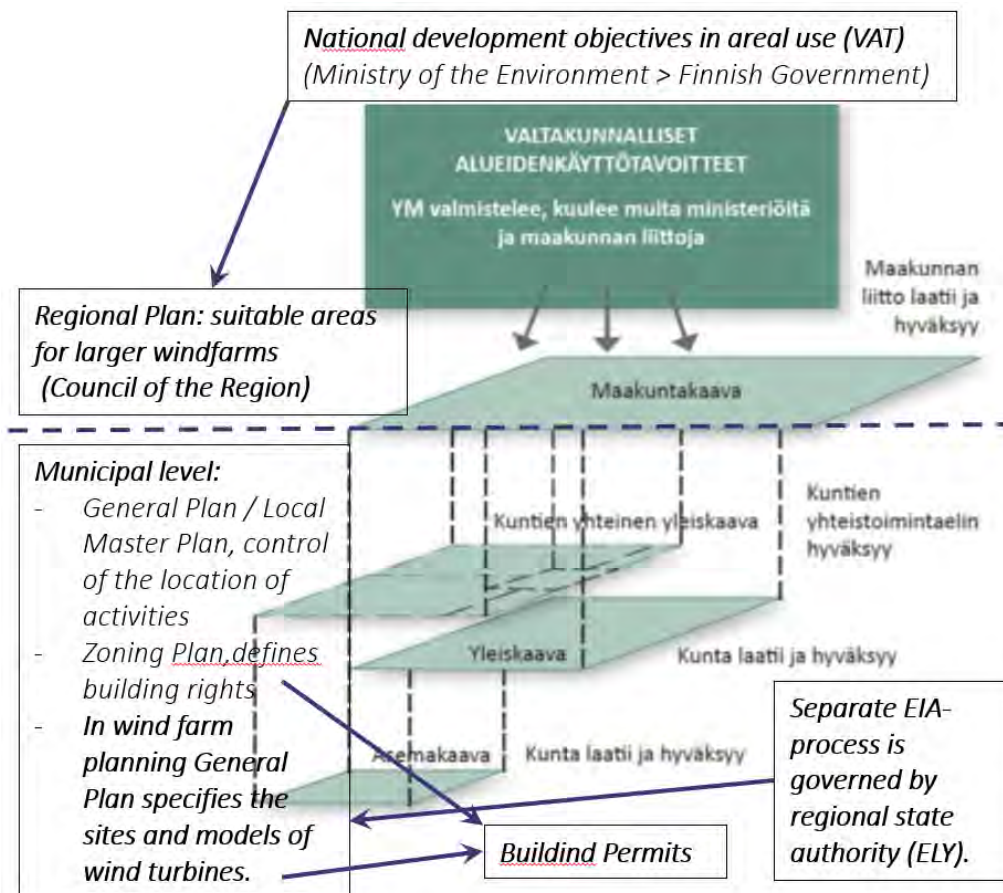 National development objectives in areal use (VAT)
(Ministry of the Environment > Finnish Government)
VALTAKUNNALLISET
ALUEIDENKÄYTTÖTAVOITTEET
YM valmistelee, kuulee muita ministeriöitä
ja maakunnan liittoja
Maakunnan
liitto laatii ja
hyväksyy
Regional Plan: suitable areas
for larger windfarms
(Council of the Region)
Maakuntakaava
Municipal level:
- General Plan / Local
Master Plan, control
of the location of
activities
- Zoning Plan,defines
building rights
- In wind farm
planning General
Plan specifies the
sites and models of
wind turbines.
Kuntien yhteinen yleiskaava
Kuntien
yhteistoimintaelin
hyväksyy
Yleiskaava
Kunta laatii ja hyväksyy
Asemakaava
Kunta laatii ja hyväksyy
Separate EIA-
process is
governed by
regional state
authority (ELY).
Buildind Permits